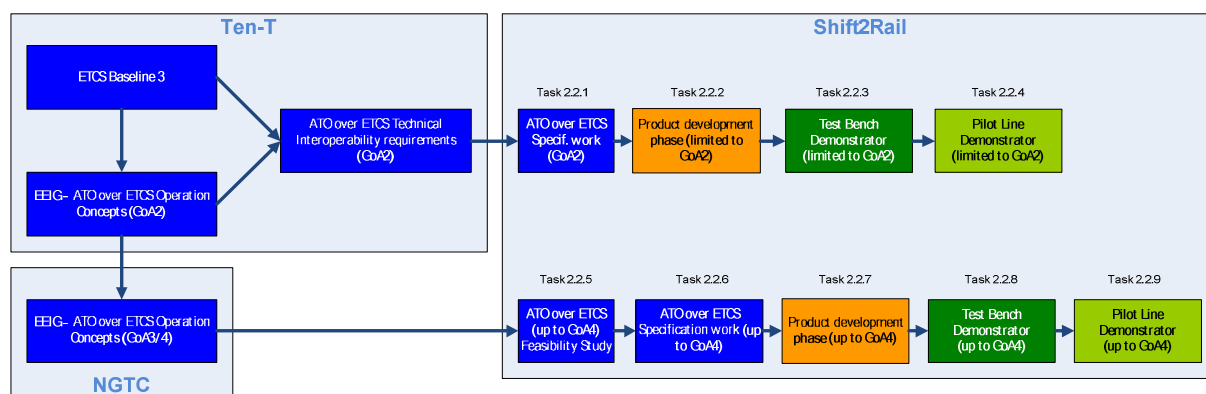 Ten-T
Shift2Rail
ETCS Baseline 3
ATO over ETCS Technical
Interoperability requirements
(GoA2)
EEIG – ATO over ETCS Operation
Concepts (GoA2)
Task 2.2.1
Task 2.2.2
Task 2.2.3
Task 2.2.4
ATO over ETCS
Specif. work
(GoA2)
Product development
phase (limited to
GoA2)
Test Bench
Demonstrator
(limited to GoA2)
Pilot Line
Demonstrator
(limited to GoA2)
EEIG – ATO over ETCS Operation
Concepts (GoA3/4)
NGTC
Task 2.2.5
Task 2.2.6
Task 2.2.7
Task 2.2.8
Task 2.2.9
ATO over ETCS
(up to GoA4)
Feasibility Study
ATO over ETCS
Specification work (up
to GoA4)
Product development
phase (up to GoA4)
Test Bench
Demonstrator
(up to GoA4)
Pilot Line
Demonstrator
(up to GoA4)